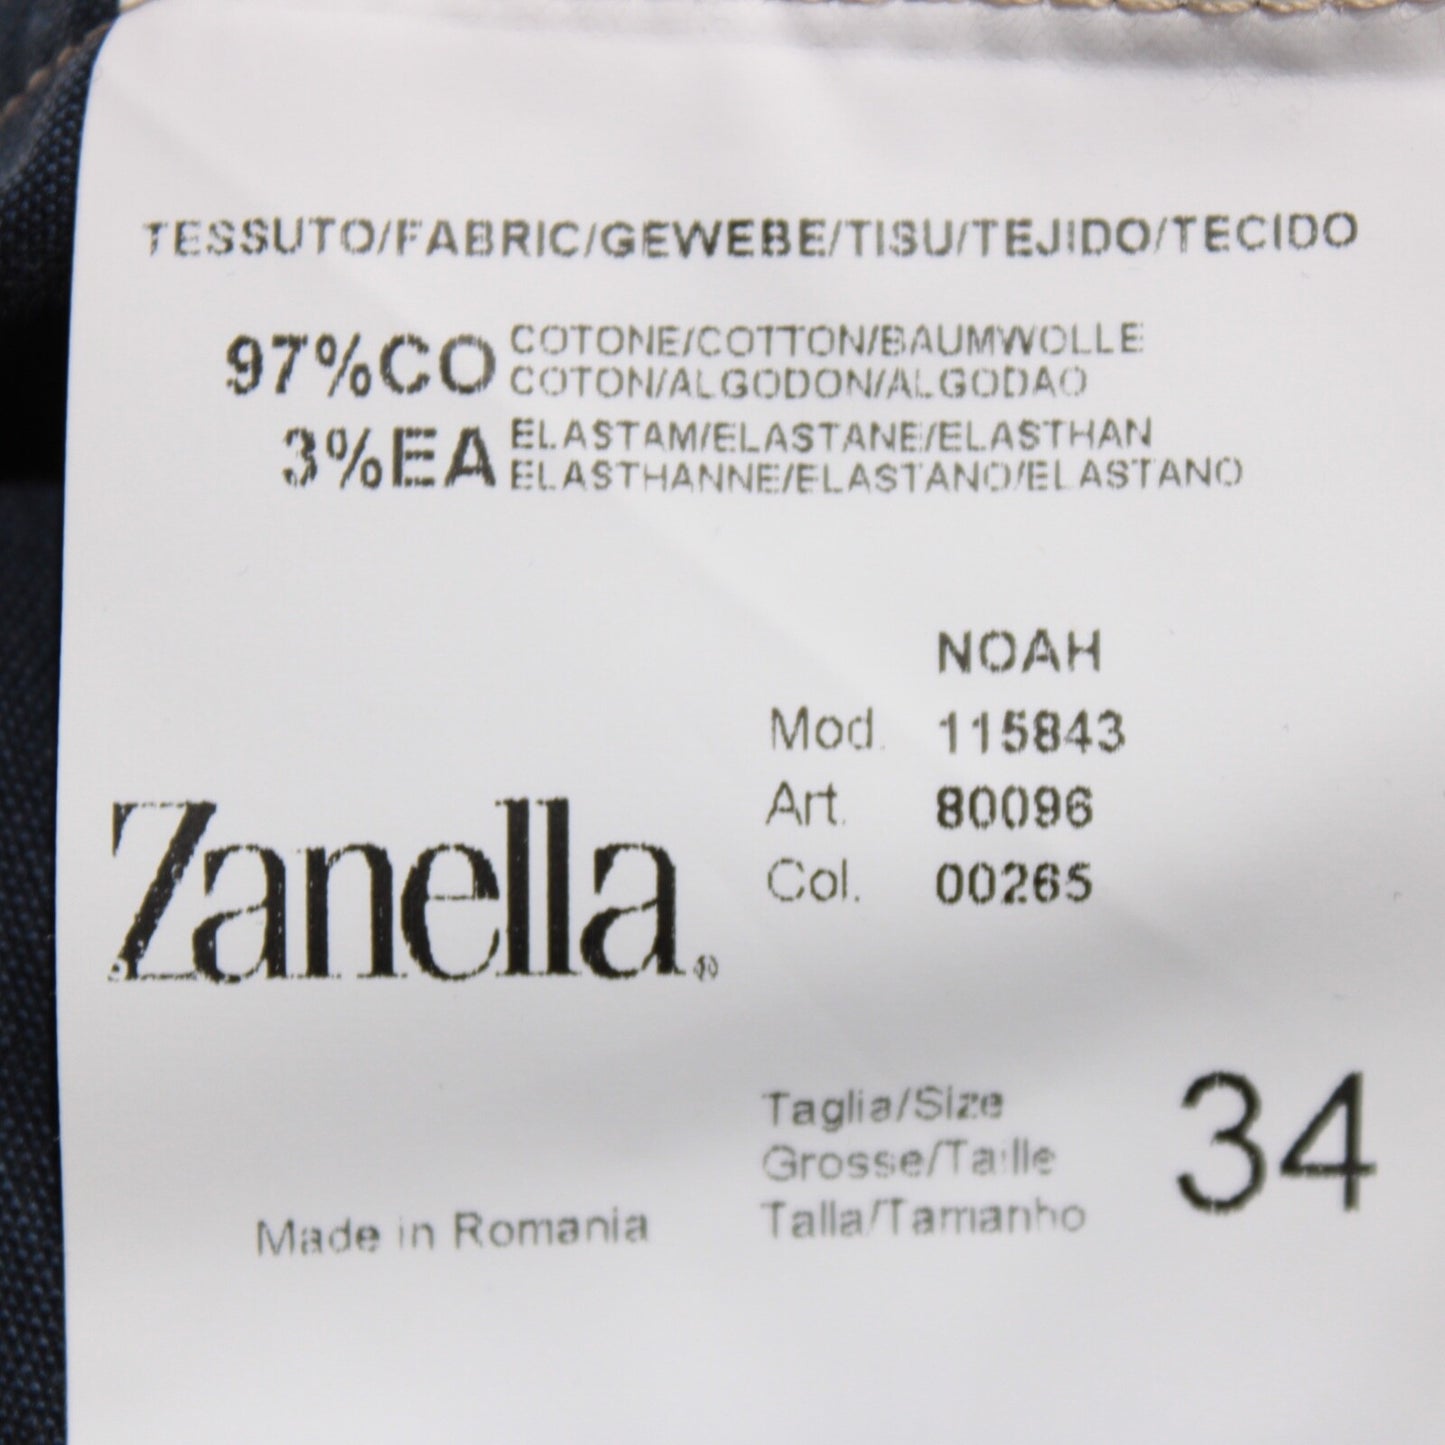 TESSUTO/FABRIC/GEWEBE/TISU/TEJIDO/TECIDO
97%CO COTONE/COTTON/BAUMWOLLE
COTON/ALGODON/ALGODAO
3%EA ELASTAM/ELASTANE/ELASTHAN
ELASTHANNE/ELASTANO/ELASTANO
NOAH
Mod. 115843
Art. 80096
Col. 00265
Zanella®
Taglia/Size
Grosse/Taille
Talla/Tamanho
34
Made in Romania